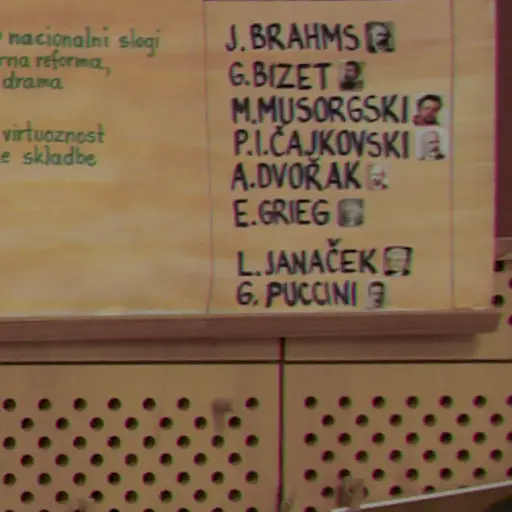 nacionalni slogi
rna reforma,
drama
virtuoznost
e skladbe
J. BRAHMS
G. BIZET
M. MUSORGSKI
P. I. ČAJKOVSKI
A. DVOŘAK
E. GRIEG
L. JANAČEK
G. PUCCINI